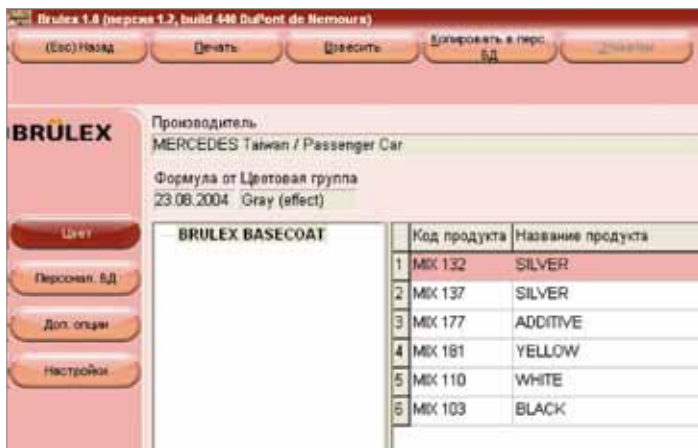 Brulex 1.0 (версия 1.2, build 440 DuPont de Nemours)
(Esc) Назад Печать Взвесить Копировать в перс. БД Этикетки
BRÜLEX
Производитель
MERCEDES Taiwan / Passenger Car
Формула от Цветовая группа
23.08.2004 Gray (effect)
Цвет
Персонал. БД
Доп. опции
Настройки
BRULEX BASECOAT
Код продукта Название продукта
1 MIX 132 SILVER
2 MIX 137 SILVER
3 MIX 177 ADDITIVE
4 MIX 181 YELLOW
5 MIX 110 WHITE
6 MIX 103 BLACK